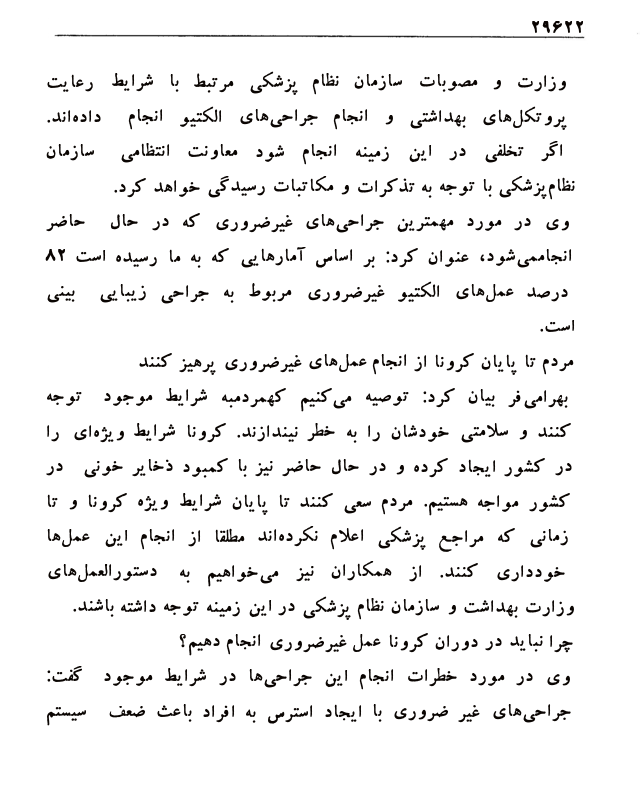 ۲۹۶۲۲
وزارت و مصوبات سازمان نظام پزشکی مرتبط با شرایط رعایت
پروتکل‌های بهداشتی و انجام جراحی‌های الکتیو انجام داده‌اند.
اگر تخلفی در این زمینه انجام شود معاونت انتظامی سازمان
نظام‌پزشکی با توجه به تذکرات و مکاتبات رسیدگی خواهد کرد.
وی در مورد مهمترین جراحی‌های غیرضروری که در حال حاضر
انجاممی‌شود، عنوان کرد: بر اساس آمارهایی که به ما رسیده است ۸۲
درصد عمل‌های الکتیو غیرضروری مربوط به جراحی زیبایی بینی
است.
مردم تا پایان کرونا از انجام عمل‌های غیرضروری پرهیز کنند
بهرامی‌فر بیان کرد: توصیه می‌کنیم کهمردمبه شرایط موجود توجه
کنند و سلامتی خودشان را به خطر نیندازند. کرونا شرایط ویژه‌ای را
در کشور ایجاد کرده و در حال حاضر نیز با کمبود ذخایر خونی در
کشور مواجه هستیم. مردم سعی کنند تا پایان شرایط ویژه کرونا و تا
زمانی که مراجع پزشکی اعلام نکرده‌اند مطلقا از انجام این عمل‌ها
خودداری کنند. از همکاران نیز می‌خواهیم به دستورالعمل‌های
وزارت بهداشت و سازمان نظام پزشکی در این زمینه توجه داشته باشند.
چرا نباید در دوران کرونا عمل غیرضروری انجام دهیم؟
وی در مورد خطرات انجام این جراحی‌ها در شرایط موجود گفت:
جراحی‌های غیر ضروری با ایجاد استرس به افراد باعث ضعف سیستم